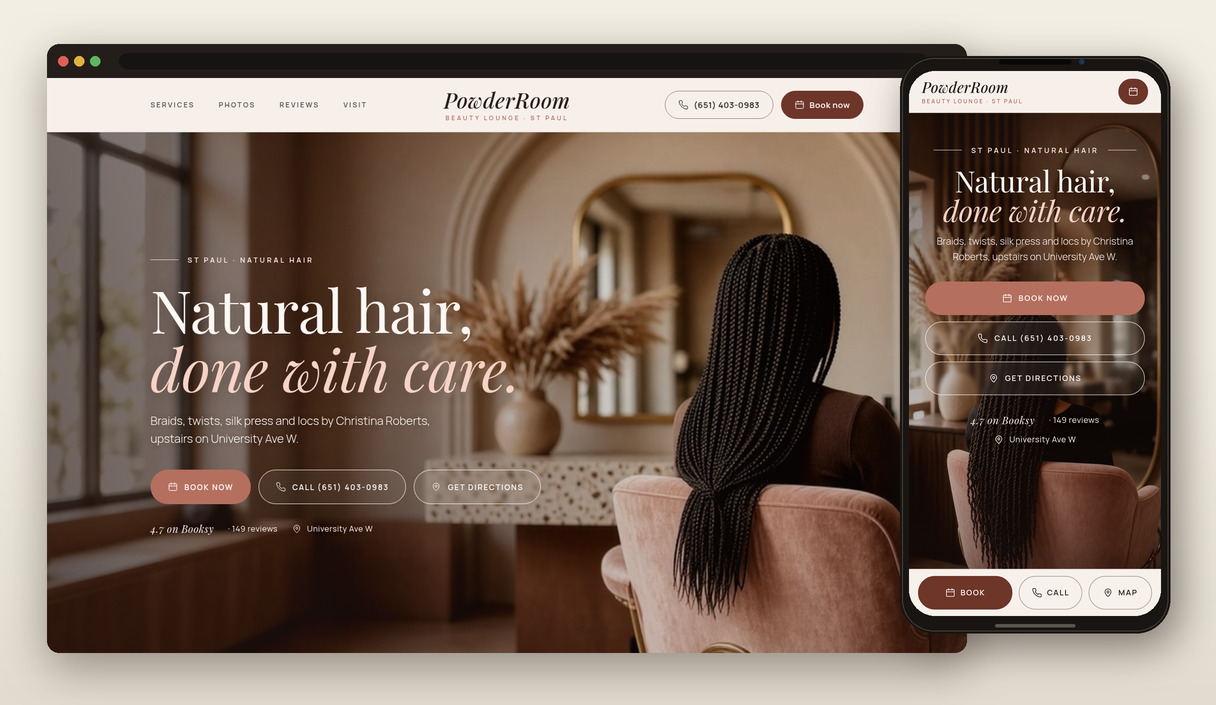 SERVICES PHOTOS REVIEWS VISIT
PowderRoom
BEAUTY LOUNGE · ST PAUL
(651) 403-0983
Book now
ST PAUL · NATURAL HAIR
Natural hair,
done with care.
Braids, twists, silk press and locs by Christina Roberts,
upstairs on University Ave W.
BOOK NOW
CALL (651) 403-0983
GET DIRECTIONS
4.7 on Booksy · 149 reviews
University Ave W
PowderRoom
BEAUTY LOUNGE · ST PAUL
ST PAUL · NATURAL HAIR
Natural hair,
done with care.
Braids, twists, silk press and locs by Christina
Roberts, upstairs on University Ave W.
BOOK NOW
CALL (651) 403-0983
GET DIRECTIONS
4.7 on Booksy · 149 reviews
University Ave W
BOOK
CALL
MAP